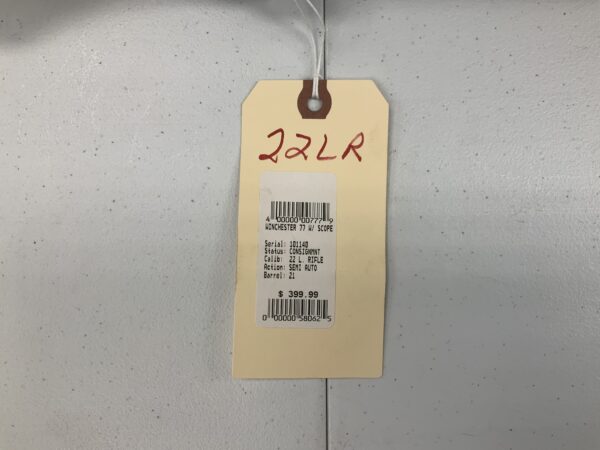 22LR
4 00000 00777 9
WINCHESTER 77 W/ SCOPE
Serial: 101140
Status: CONSIGNMNT
Calib: 22 L. RIFLE
Action: SEMI AUTO
Barrel: 21
$ 399.99
0 00000 58062 5